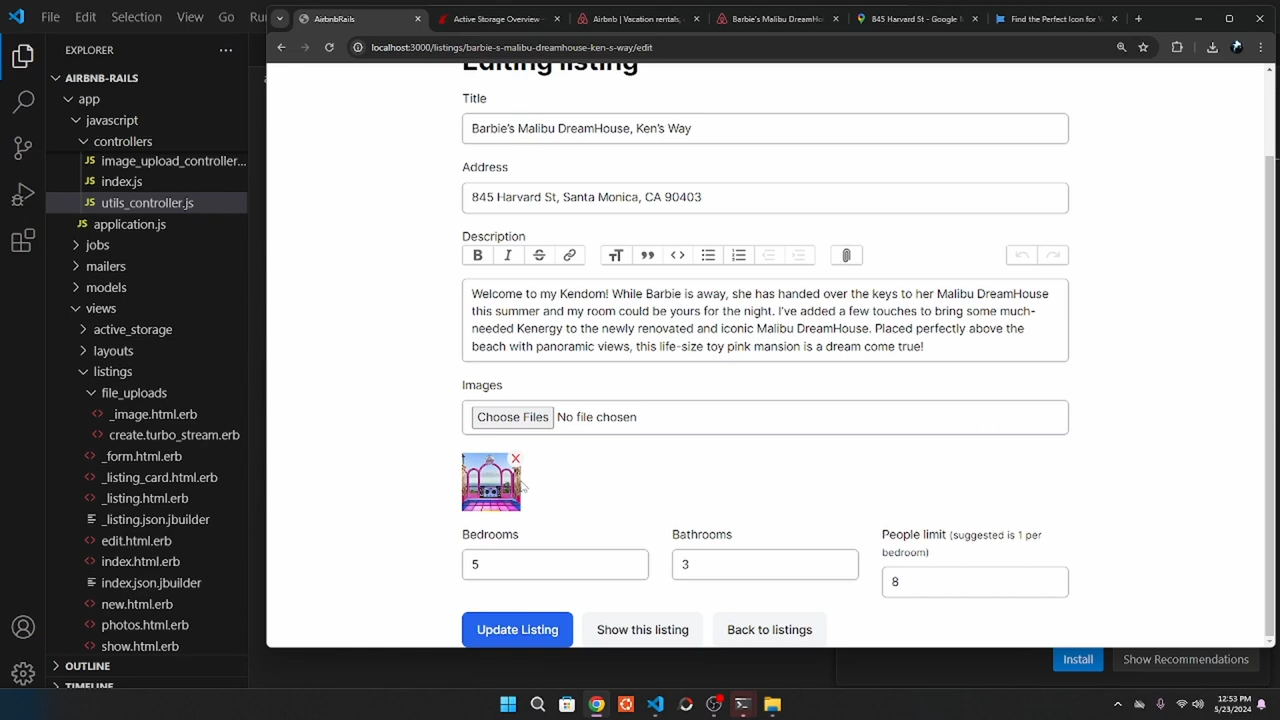 File
Edit
Selection
View
Go
Ru
EXPLORER
AIRBNB-RAILS
app
javascript
controllers
image_upload_controller...
index.js
utils_controller.js
application.js
jobs
mailers
models
views
active_storage
layouts
listings
file_uploads
_image.html.erb
create.turbo_stream.erb
_form.html.erb
_listing_card.html.erb
_listing.html.erb
_listing.json.jbuilder
edit.html.erb
index.html.erb
index.json.jbuilder
new.html.erb
photos.html.erb
show.html.erb
OUTLINE
TIMELINE
AirbnbRails
Active Storage Overview -
Airbnb | Vacation rentals,
Barbie's Malibu DreamHo
845 Harvard St - Google M
Find the Perfect Icon for
localhost:3000/listings/barbie-s-malibu-dreamhouse-ken-s-way/edit
Editing listing
Title
Barbie's Malibu DreamHouse, Ken's Way
Address
845 Harvard St, Santa Monica, CA 90403
Description
Welcome to my Kendom! While Barbie is away, she has handed over the keys to her Malibu DreamHouse
this summer and my room could be yours for the night. I've added a few touches to bring some much-
needed Kenergy to the newly renovated and iconic Malibu DreamHouse. Placed perfectly above the
beach with panoramic views, this life-size toy pink mansion is a dream come true!
Images
Choose Files No file chosen
Bedrooms
Bathrooms
People limit (suggested is 1 per
bedroom)
5
3
8
Update Listing
Show this listing
Back to listings
Install
Show Recommendations
12:53 PM
5/23/2024